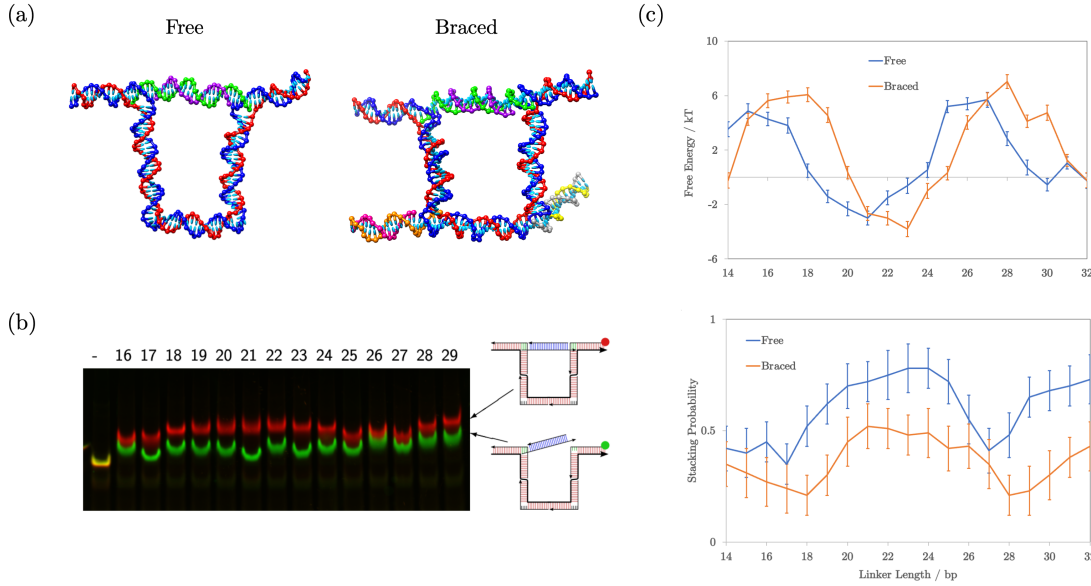 (a)
Free
Braced
(b)
- 16 17 18 19 20 21 22 23 24 25 26 27 28 29
(c)
10
6
2
-2
-6
Free Energy / kT
Free
Braced
14 16 18 20 22 24 26 28 30 32
1
0.5
0
Stacking Probability
Free
Braced
14 16 18 20 22 24 26 28 30 32
Linker Length / bp